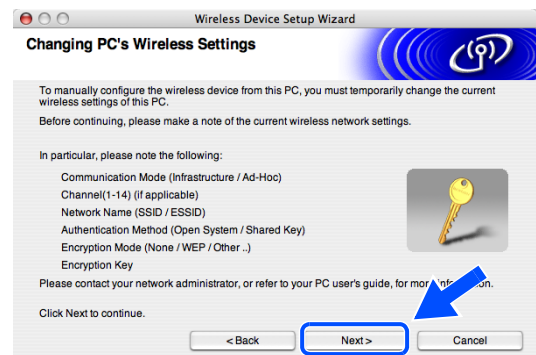 Wireless Device Setup Wizard
Changing PC's Wireless Settings
To manually configure the wireless device from this PC, you must temporarily change the current
wireless settings of this PC.
Before continuing, please make a note of the current wireless network settings.
In particular, please note the following:
Communication Mode (Infrastructure / Ad-Hoc)
Channel(1-14) (if applicable)
Network Name (SSID / ESSID)
Authentication Method (Open System / Shared Key)
Encryption Mode (None / WEP / Other ..)
Encryption Key
Please contact your network administrator, or refer to your PC user's guide, for more
Click Next to continue.
< Back Next > Cancel